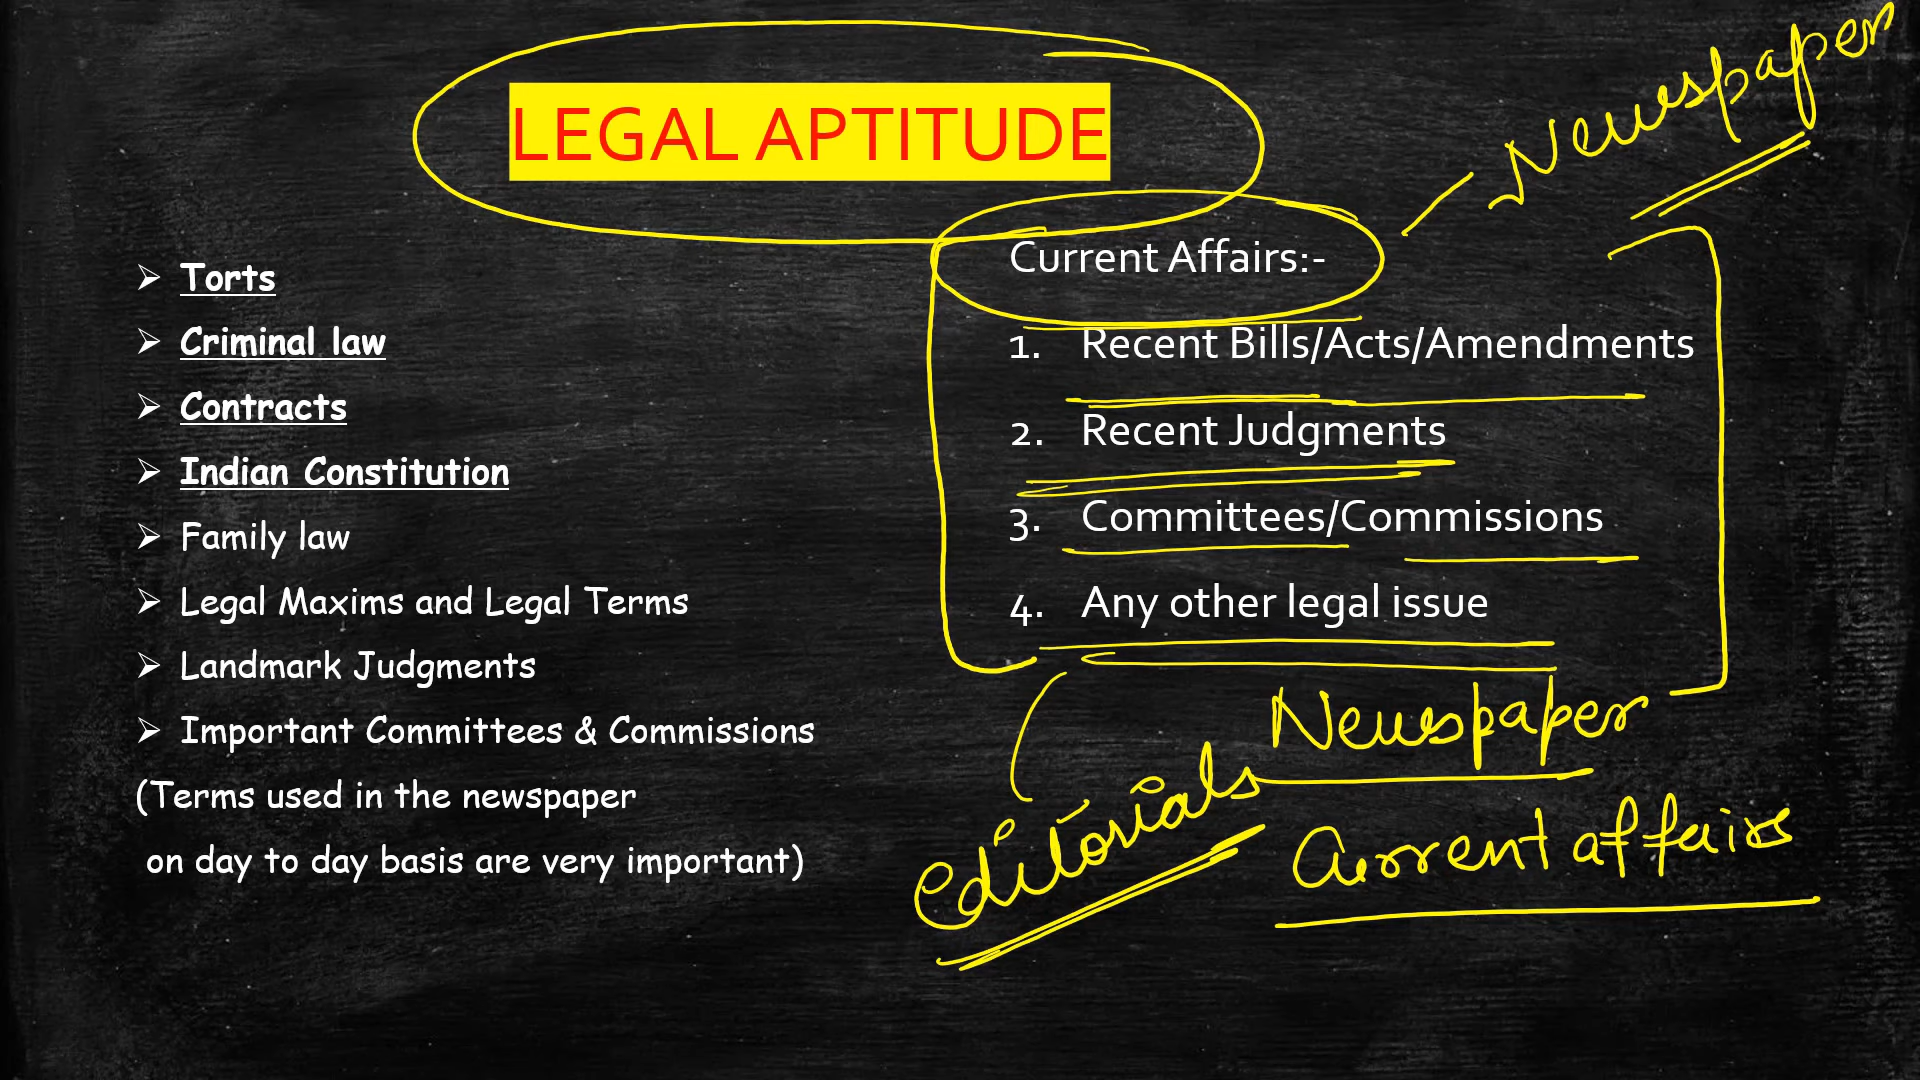 LEGAL APTITUDE
Newspaper
➢ Torts
➢ Criminal law
➢ Contracts
➢ Indian Constitution
➢ Family law
➢ Legal Maxims and Legal Terms
➢ Landmark Judgments
➢ Important Committees & Commissions
(Terms used in the newspaper
on day to day basis are very important)
Current Affairs:-
1. Recent Bills/Acts/Amendments
2. Recent Judgments
3. Committees/Commissions
4. Any other legal issue
Newspaper
editorials
Current affairs